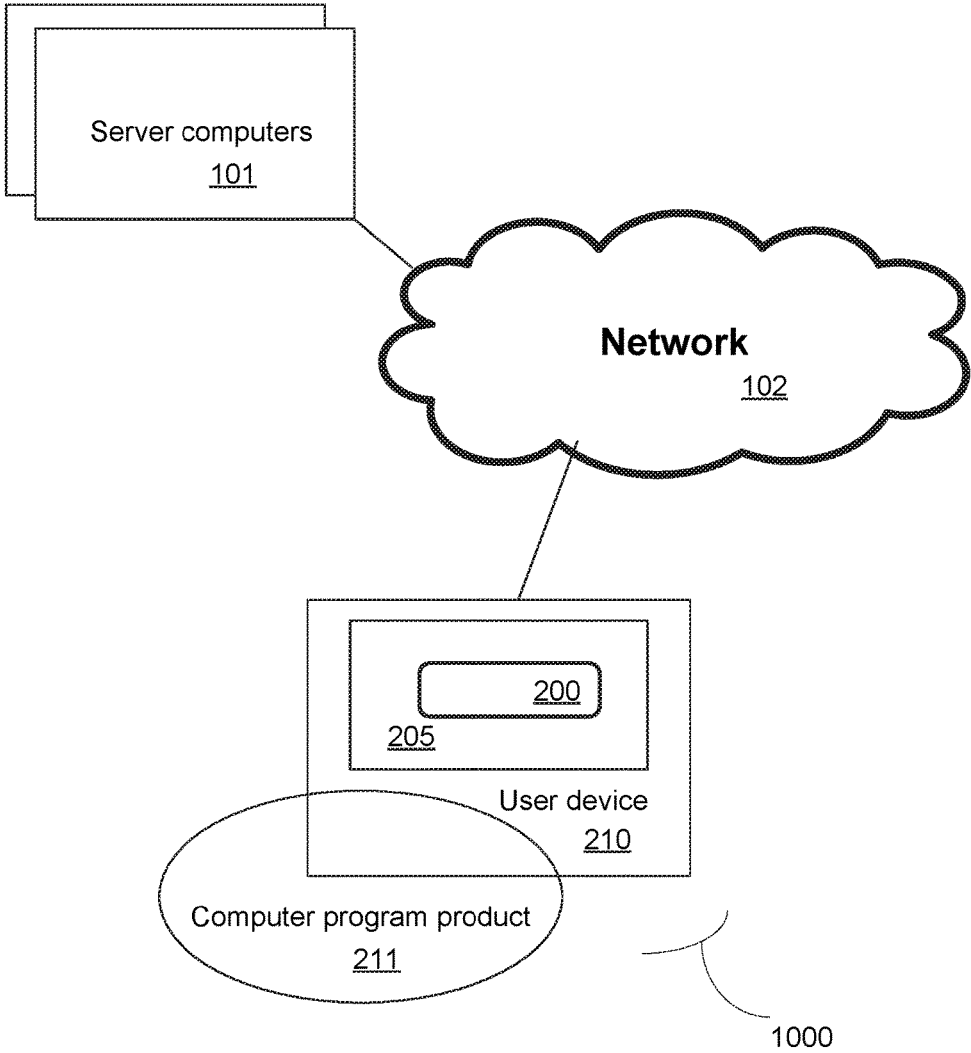 Server computers
101
Network
102
200
205
User device
210
Computer program product
211
1000